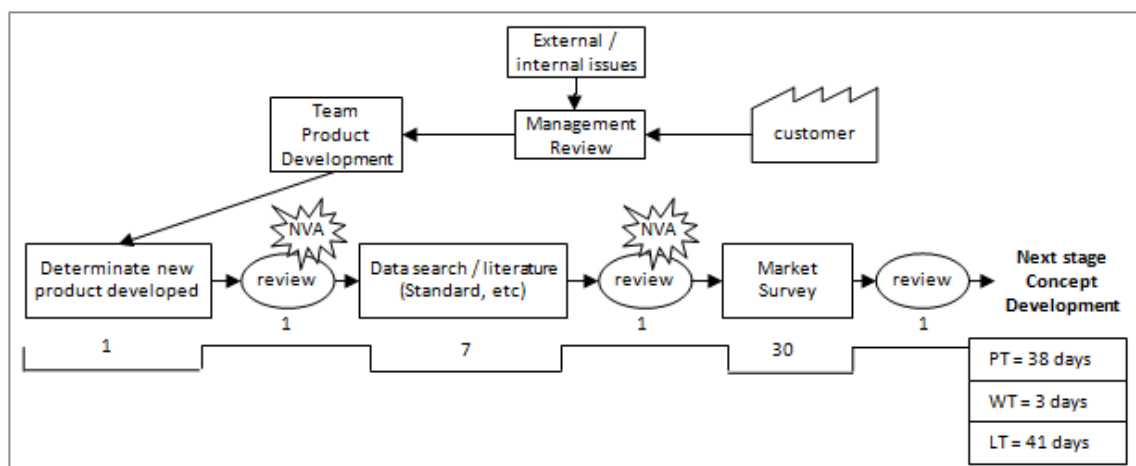 External /
internal issues
Team
Product
Development
Management
Review
customer
NVA
NVA
Determinate new
product developed
review
Data search / literature
(Standard, etc)
review
Market
Survey
review
Next stage
Concept
Development
1
1
1
1
7
30
PT = 38 days
WT = 3 days
LT = 41 days